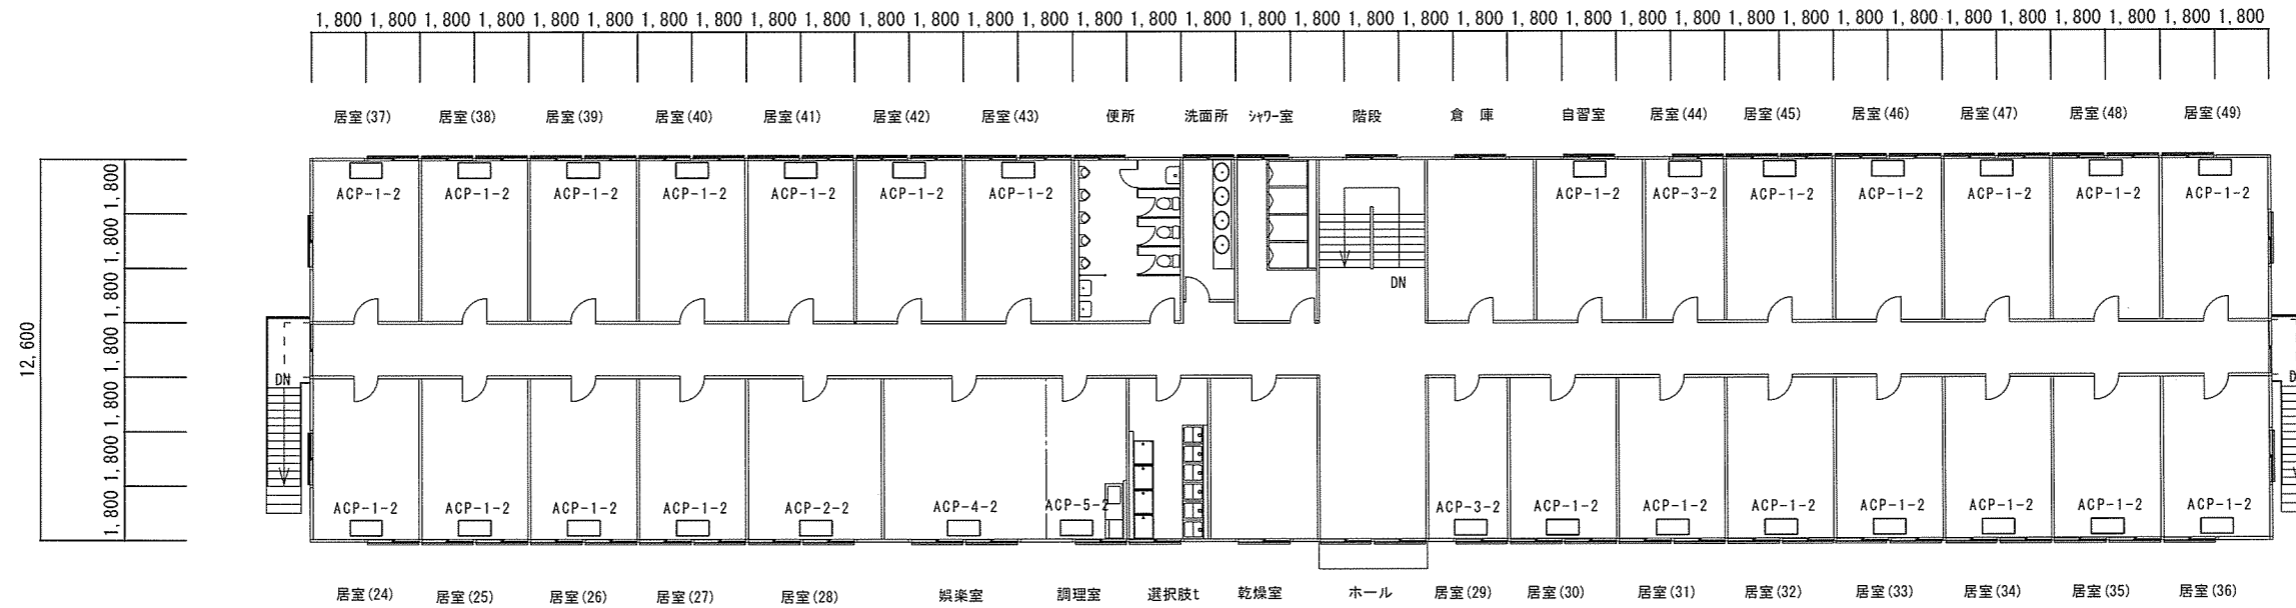 1,800 1,800 1,800 1,800 1,800 1,800 1,800 1,800 1,800 1,800 1,800 1,800 1,800 1,800 1,800 1,800 1,800 1,800 1,800 1,800 1,800 1,800 1,800 1,800 1,800 1,800 1,800 1,800 1,800 1,800 1,800 1,800 1,800 1,800 1,800 1,800
居室(37) 居室(38) 居室(39) 居室(40) 居室(41) 居室(42) 居室(43) 便所 洗面所 ｼｬﾜｰ室 階段 倉 庫 自習室 居室(44) 居室(45) 居室(46) 居室(47) 居室(48) 居室(49)
ACP-1-2 ACP-1-2 ACP-1-2 ACP-1-2 ACP-1-2 ACP-1-2 ACP-1-2 ACP-1-2 ACP-3-2 ACP-1-2 ACP-1-2 ACP-1-2 ACP-1-2 ACP-1-2
12,600
1,800 1,800 1,800 1,800 1,800 1,800 1,800
DN
DN
D
ACP-1-2 ACP-1-2 ACP-1-2 ACP-1-2 ACP-2-2 ACP-4-2 ACP-5-2 ACP-3-2 ACP-1-2 ACP-1-2 ACP-1-2 ACP-1-2 ACP-1-2 ACP-1-2 ACP-1-2
居室(24) 居室(25) 居室(26) 居室(27) 居室(28) 娯楽室 調理室 選択肢t 乾燥室 ホール 居室(29) 居室(30) 居室(31) 居室(32) 居室(33) 居室(34) 居室(35) 居室(36)